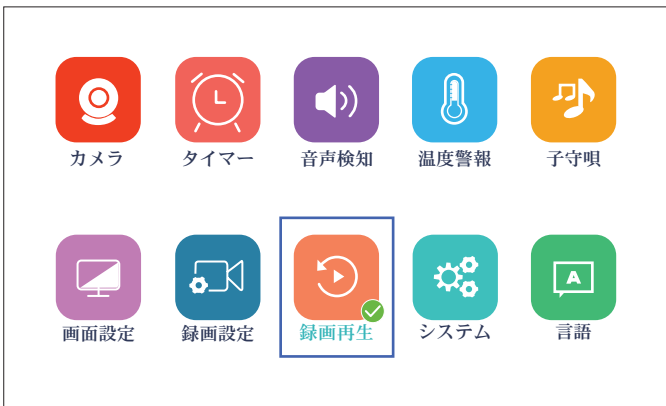 カメラ
タイマー
音声検知
温度警報
子守唄
A
画面設定
録画設定
録画再生
システム
言語